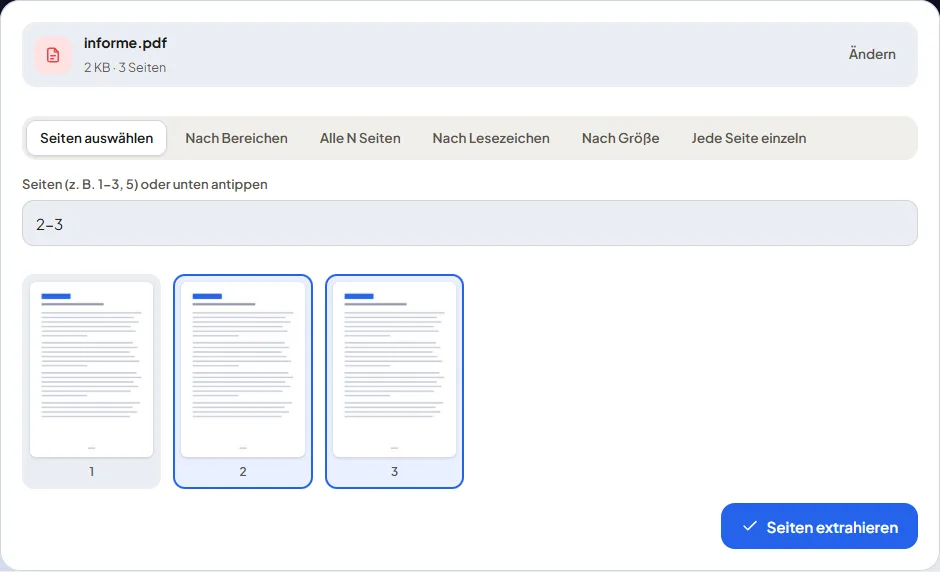 informe.pdf
2 KB · 3 Seiten
Ändern
Seiten auswählen
Nach Bereichen
Alle N Seiten
Nach Lesezeichen
Nach Größe
Jede Seite einzeln
Seiten (z. B. 1–3, 5) oder unten antippen
2–3
1
2
3
Seiten extrahieren